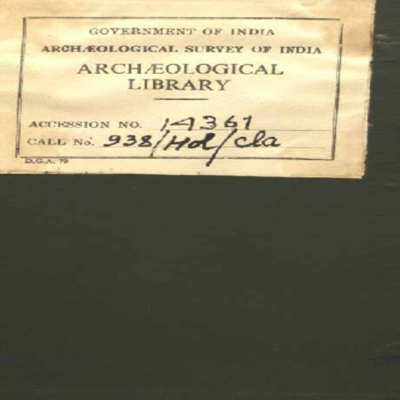 GOVERNMENT OF INDIA
ARCHÆOLOGICAL SURVEY OF INDIA
ARCHÆOLOGICAL
LIBRARY
ACCESSION NO. 14361
CALL No. 938/Hol/cla
D.G.A. 79